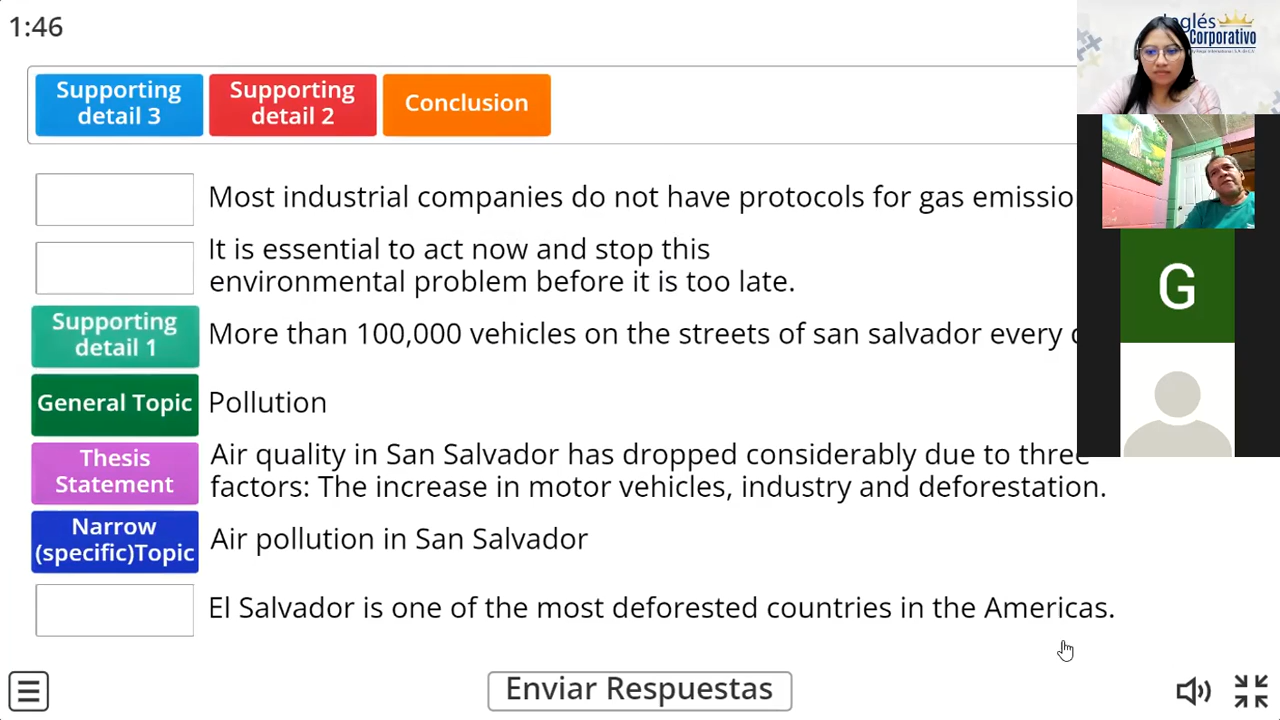 1:46
Inglés
Corporativo
Supporting
detail 3
Supporting
detail 2
Conclusion
Most industrial companies do not have protocols for gas emissio
It is essential to act now and stop this
environmental problem before it is too late.
Supporting
detail 1
More than 100,000 vehicles on the streets of san salvador every
General Topic
Pollution
Thesis
Statement
Air quality in San Salvador has dropped considerably due to three
factors: The increase in motor vehicles, industry and deforestation.
Narrow
(specific)Topic
Air pollution in San Salvador
El Salvador is one of the most deforested countries in the Americas.
Enviar Respuestas
G